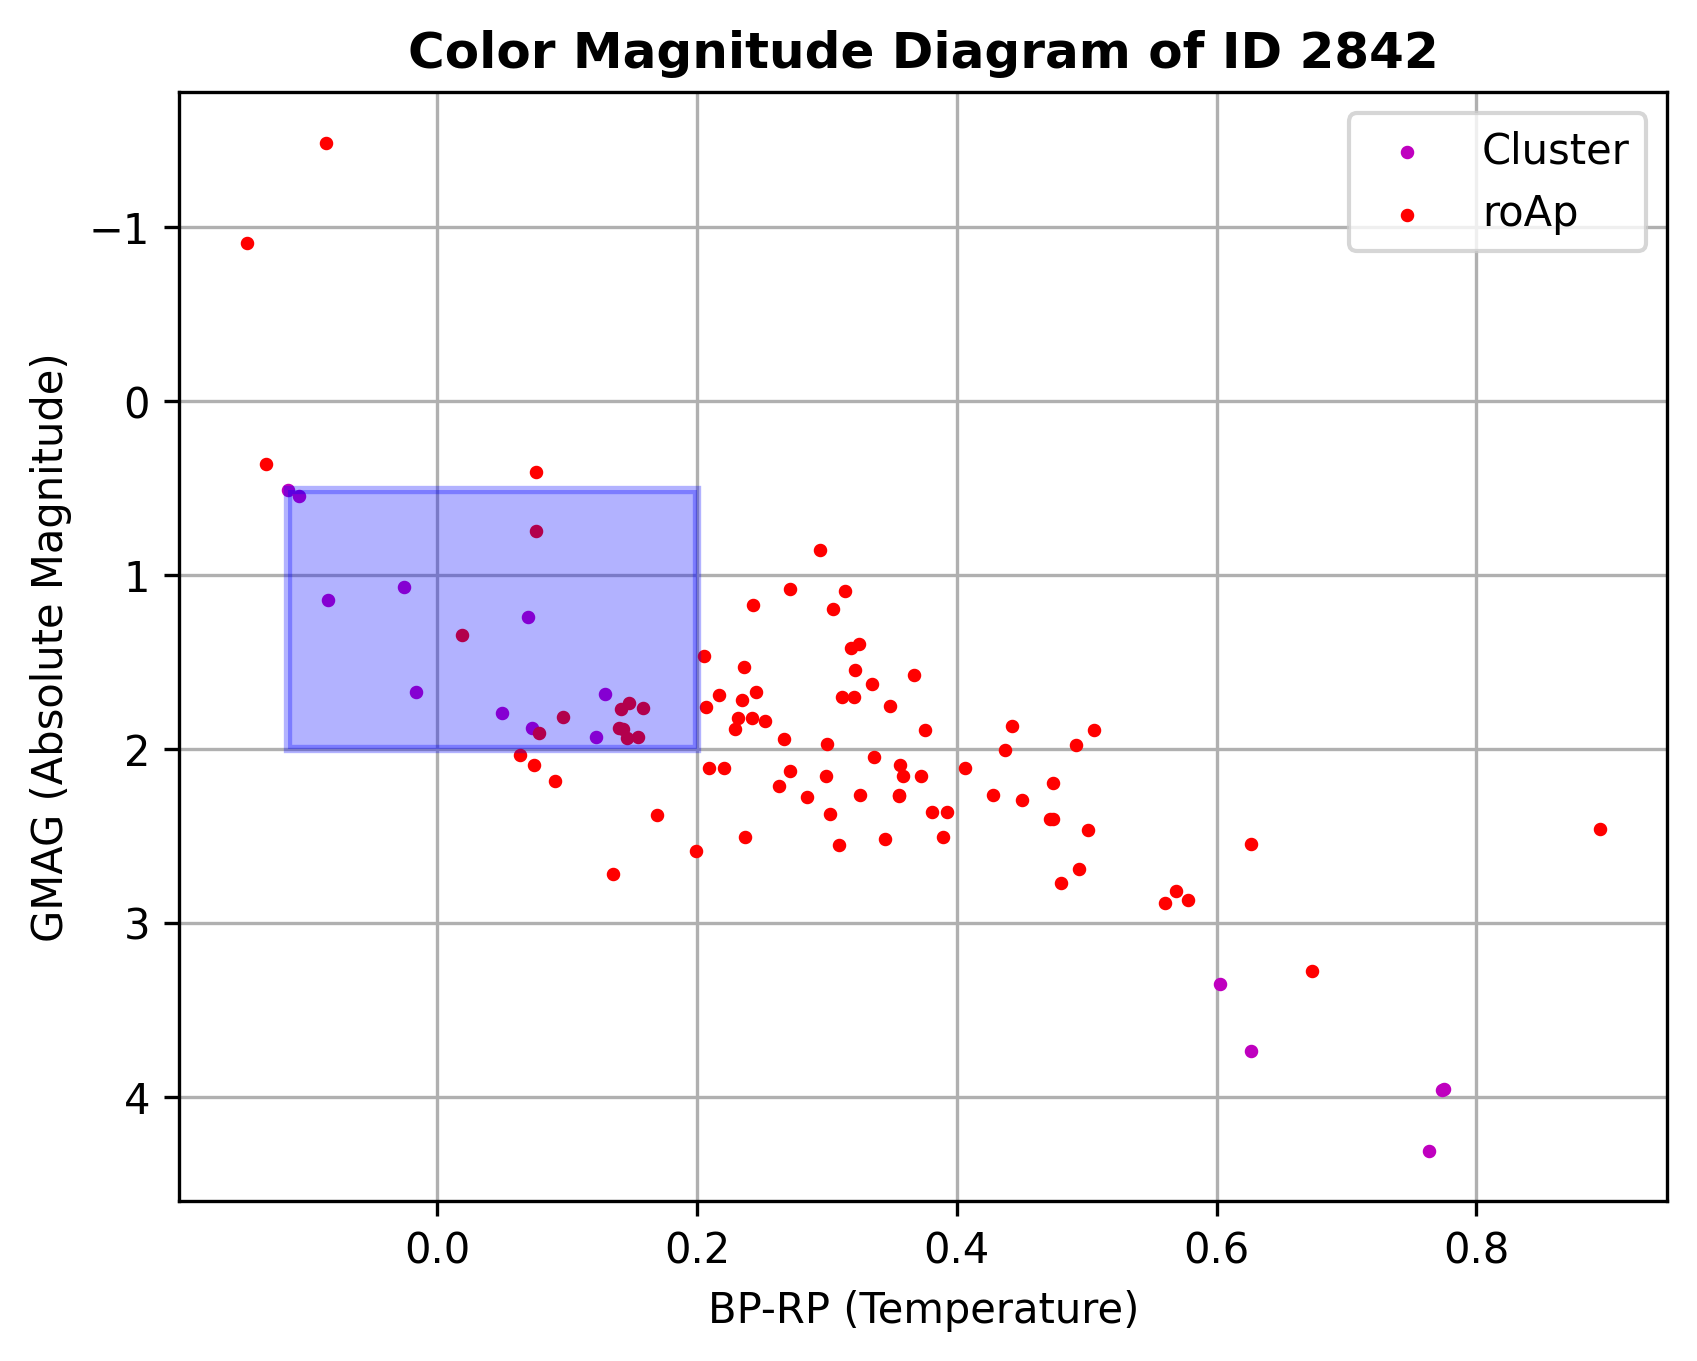 Color Magnitude Diagram of ID 2842
Cluster
roAp
GMAG (Absolute Magnitude)
−1
0
1
2
3
4
0.0 0.2 0.4 0.6 0.8
BP-RP (Temperature)